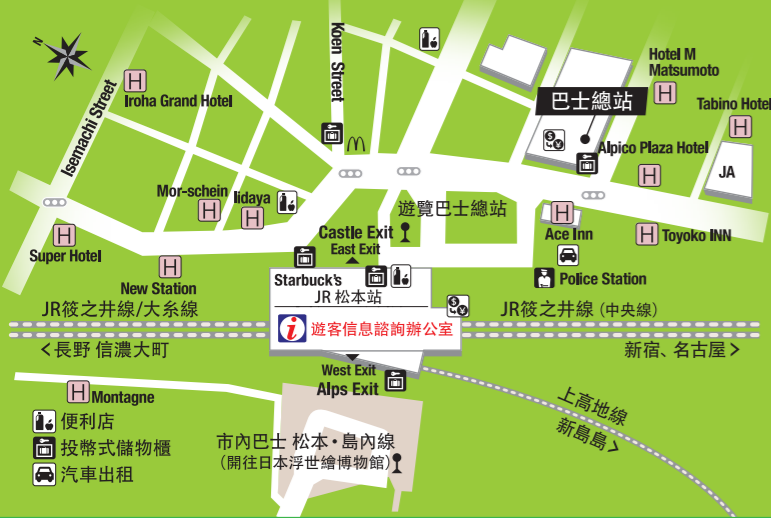 N
Isemachi Street
Koen Street
Iroha Grand Hotel
Hotel M
Matsumoto
Tabino Hotel
巴士總站
Alpico Plaza Hotel
JA
Mor-schein
Iidaya
遊覽巴士總站
Castle Exit
East Exit
Ace Inn
Toyoko INN
Super Hotel
New Station
Police Station
Starbuck's
JR 松本站
JR筱之井線/大糸線
遊客信息諮詢辦公室
JR筱之井線 (中央線)
<長野 信濃大町
新宿、名古屋>
West Exit
Alps Exit
Montagne
上高地線
新島島>
便利店
投幣式儲物櫃
汽車出租
市內巴士 松本・島內線
(開往日本浮世繪博物館)